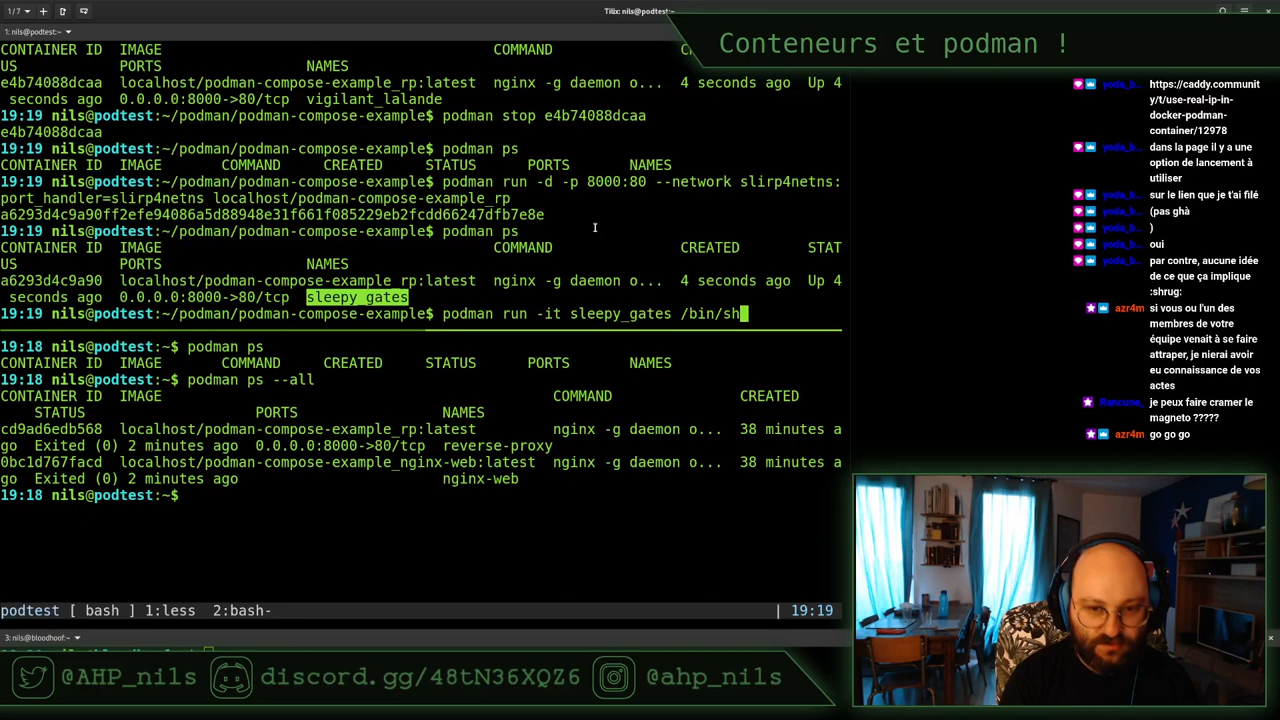 1/7
Tilix: nils@podtest:~
1: nils@podtest:~
Conteneurs et podman !
CONTAINER ID  IMAGE                                       COMMAND               C
US      PORTS                 NAMES
e4b74088dcaa  localhost/podman-compose-example_rp:latest  nginx -g daemon o...  4 seconds ago  Up 4
 seconds ago  0.0.0.0:8000->80/tcp  vigilant_lalande
19:19 nils@podtest:~/podman/podman-compose-example$ podman stop e4b74088dcaa
e4b74088dcaa
19:19 nils@podtest:~/podman/podman-compose-example$ podman ps
CONTAINER ID  IMAGE       COMMAND     CREATED     STATUS      PORTS       NAMES
19:19 nils@podtest:~/podman/podman-compose-example$ podman run -d -p 8000:80 --network slirp4netns:
port_handler=slirp4netns localhost/podman-compose-example_rp
a6293d4c9a90ff2efe94086a5d88948e31f661f085229eb2fcdd66247dfb7e8e
19:19 nils@podtest:~/podman/podman-compose-example$ podman ps
CONTAINER ID  IMAGE                                       COMMAND               CREATED        STAT
US      PORTS                 NAMES
a6293d4c9a90  localhost/podman-compose-example_rp:latest  nginx -g daemon o...  4 seconds ago  Up 4
 seconds ago  0.0.0.0:8000->80/tcp  sleepy_gates
19:19 nils@podtest:~/podman/podman-compose-example$ podman run -it sleepy_gates /bin/sh
19:18 nils@podtest:~$ podman ps
CONTAINER ID  IMAGE       COMMAND     CREATED     STATUS      PORTS       NAMES
19:18 nils@podtest:~$ podman ps --all
CONTAINER ID  IMAGE                                              COMMAND               CREATED
    STATUS                    PORTS                 NAMES
cd9ad6edb568  localhost/podman-compose-example_rp:latest         nginx -g daemon o...  38 minutes a
go  Exited (0) 2 minutes ago  0.0.0.0:8000->80/tcp  reverse-proxy
0bc1d767facd  localhost/podman-compose-example_nginx-web:latest  nginx -g daemon o...  38 minutes a
go  Exited (0) 2 minutes ago                        nginx-web
19:18 nils@podtest:~$
podtest [ bash ] 1:less  2:bash-                | 19:19
3: nils@bloodhoof:~
yoda_b... https://caddy.communit
y/t/use-real-ip-in-
docker-podman-
container/12978
yoda_b... dans la page il y a une
option de lancement à
utiliser
yoda_b... sur le lien que je t'ai filé
yoda_b... (pas ghà
yoda_b... )
yoda_b... oui
yoda_b... par contre, aucune idée
de ce que ça implique
:shrug:
azr4m si vous ou l'un des
membres de votre
équipe venait à se faire
attraper, je nierai avoir
eu connaissance de vos
actes
Rancune_ je peux faire cramer le
magneto ?????
azr4m go go go
@AHP_nils
discord.gg/48tN36XQZ6
@ahp_nils